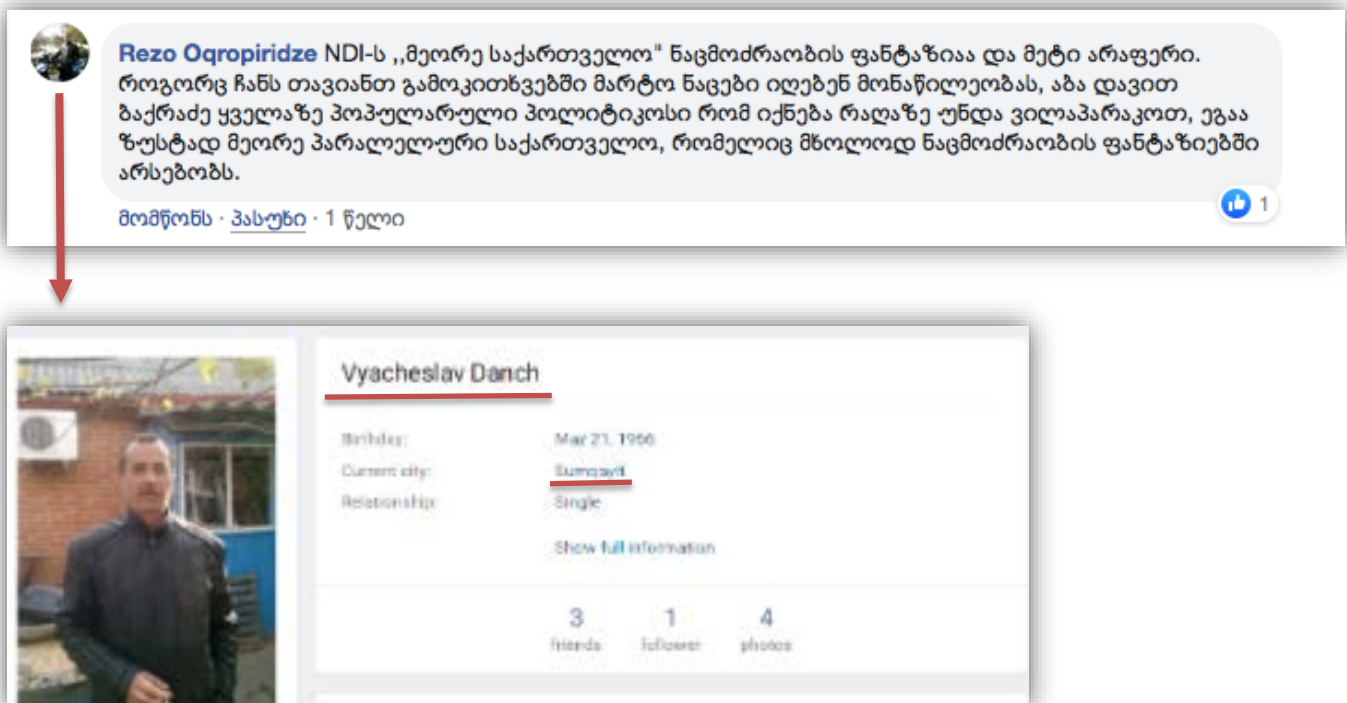 Rezo Oqropiridze NDI-ს ,,მეორე საქართველო" ნაცმოძრაობის ფანტაზიაა და მეტი არაფერი.
როგორც ჩანს თავიანთ გამოკითხვებში მარტო ნაცები იღებენ მონაწილეობას, აბა დავით
ბაქრაძე ყველაზე პოპულარული პოლიტიკოსი რომ იქნება რაღაზე უნდა ვილაპარაკოთ, ეგაა
ზუსტად მეორე პარალელური საქართველო, რომელიც მხოლოდ ნაცმოძრაობის ფანტაზიებში
არსებობს.
მომწონს · პასუხი · 1 წელი
1
Vyacheslav Danch
Birthday: May 21, 1966
Current city: Sumqayit
Relationship: Single
Show full information
3 1 4
friends follower photos